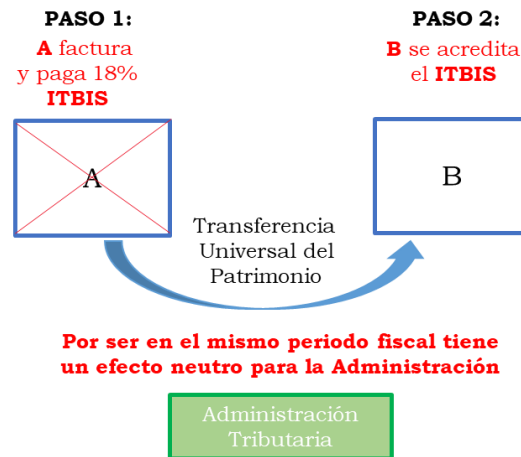 PASO 1:
A factura
y paga 18%
ITBIS
PASO 2:
B se acredita
el ITBIS
A
B
Transferencia
Universal del
Patrimonio
Por ser en el mismo periodo fiscal tiene
un efecto neutro para la Administración
Administración
Tributaria